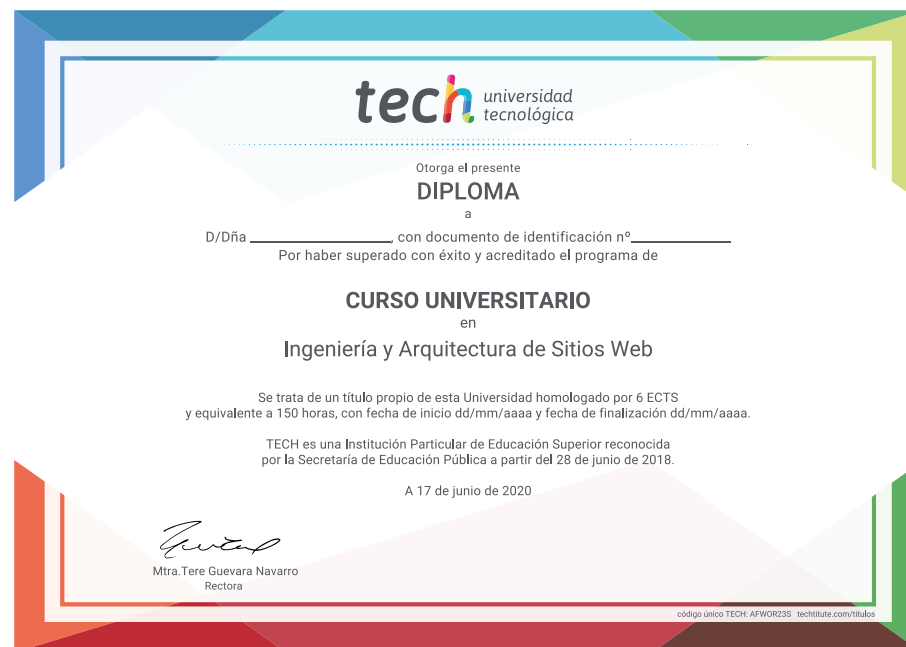 tech universidad
tecnológica
Otorga el presente
DIPLOMA
a
D/Dña ________________, con documento de identificación nº____________
Por haber superado con éxito y acreditado el programa de
CURSO UNIVERSITARIO
en
Ingeniería y Arquitectura de Sitios Web
Se trata de un título propio de esta Universidad homologado por 6 ECTS
y equivalente a 150 horas, con fecha de inicio dd/mm/aaaa y fecha de finalización dd/mm/aaaa.
TECH es una Institución Particular de Educación Superior reconocida
por la Secretaría de Educación Pública a partir del 28 de junio de 2018.
A 17 de junio de 2020
Mtra.Tere Guevara Navarro
Rectora
código único TECH: AFWOR23S techtitute.com/titulos